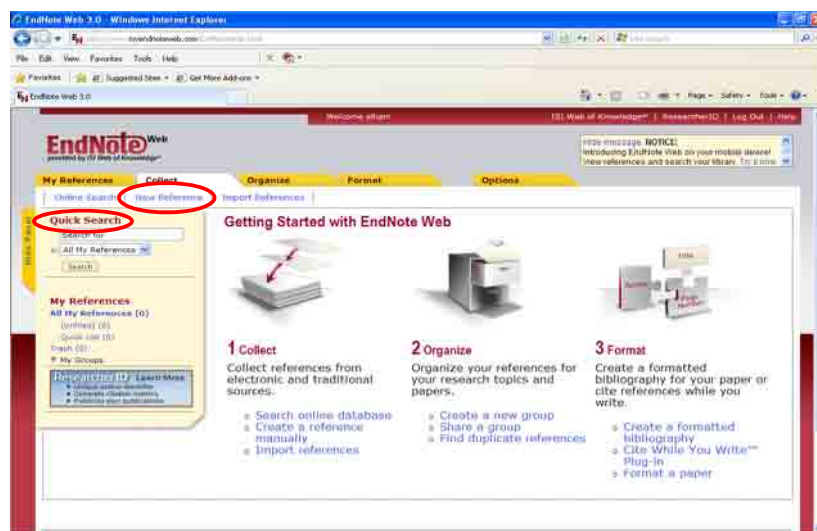 EndNote Web 3.0 - Windows Internet Explorer
File Edit View Favorites Tools Help
Favorites Suggested Sites Get More Add-ons
EndNote Web 3.0 Page Safety Tools
Welcome
ISI Web of Knowledge | ResearcherID | Log Out | Help
EndNote Web
provided by ISI Web of Knowledge
Hide message NOTICE:
Introducing EndNote Web on your mobile device!
View references and search your library.
My References Collect Organize Format Options
Online Search New Reference Import References
Quick Search
Search for
in All My References
Search
My References
All My References (0)
[Unfiled] (0)
Quick List (0)
Trash (0)
My Groups
ResearcherID Learn More
Hide Panel
Getting Started with EndNote Web
1 Collect
Collect references from
electronic and traditional
sources.
Search online database
Create a reference
manually
Import references
2 Organize
Organize your references for
your research topics and
papers.
Create a new group
Share a group
Find duplicate references
Title
3 Format
Create a formatted
bibliography for your paper or
cite references while you
write.
Create a formatted
bibliography
Cite While You Write™
Plug-in
Format a paper